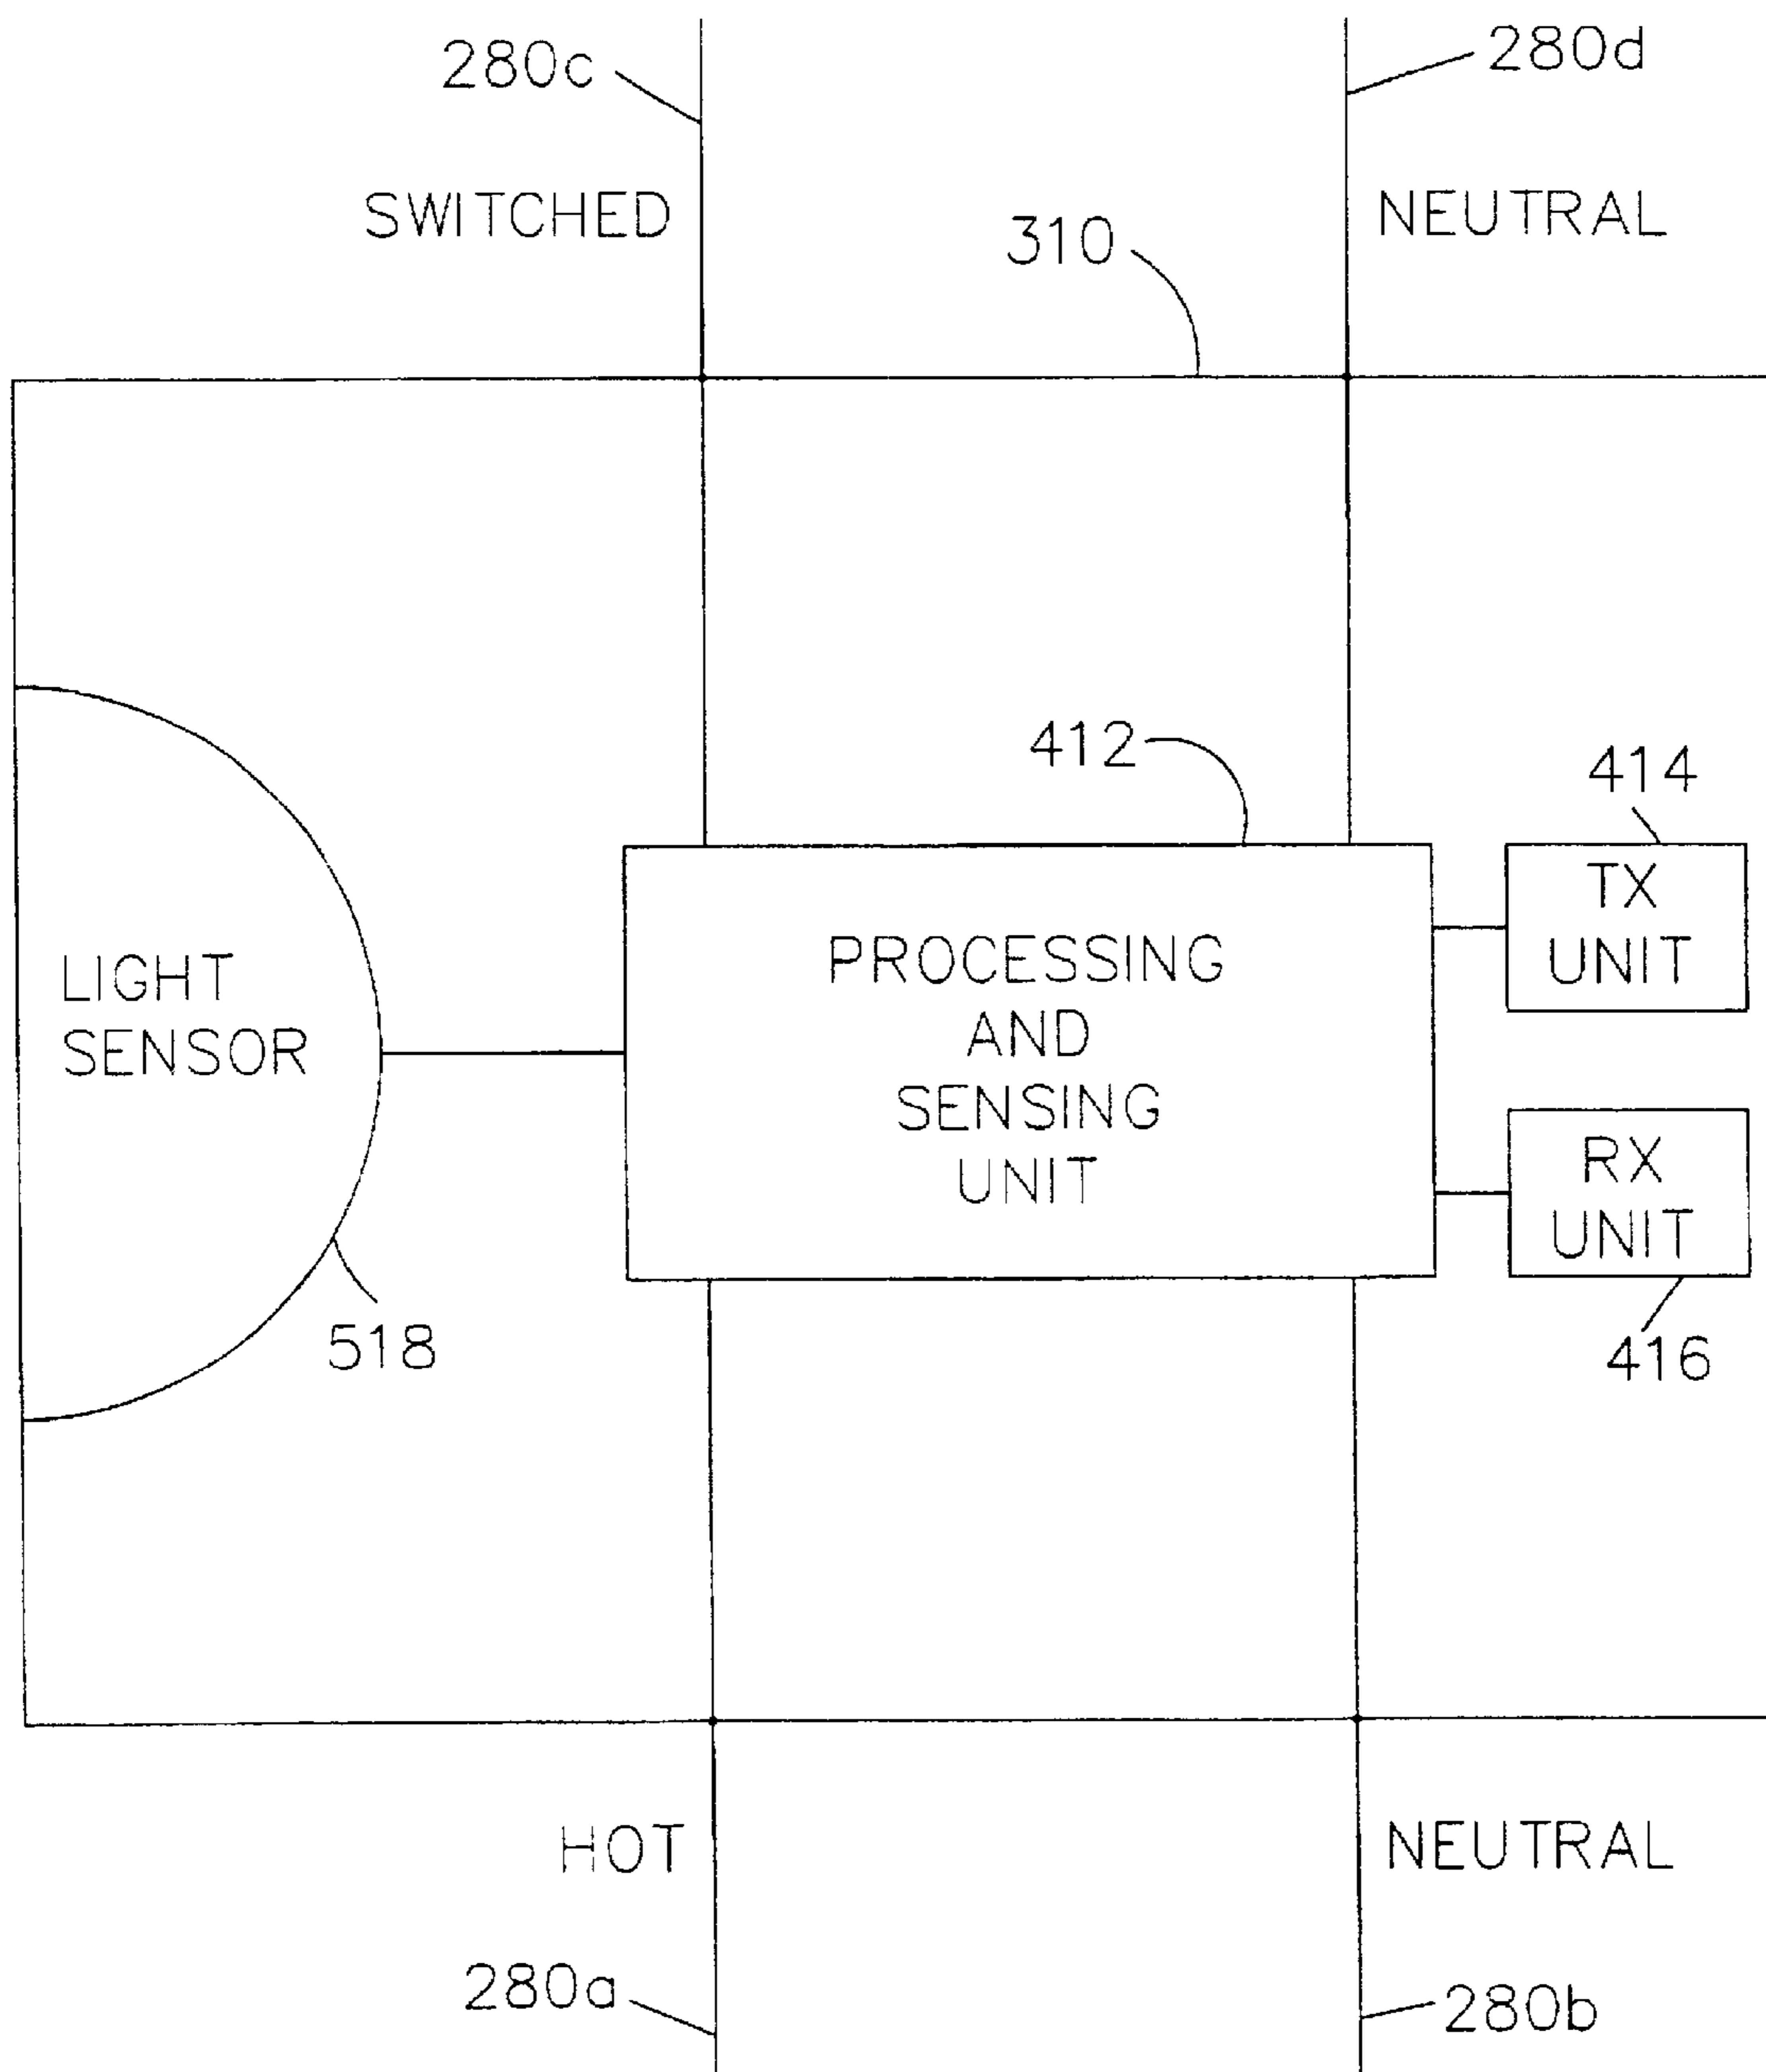 280c
280d
SWITCHED
NEUTRAL
310
412
414
TX
UNIT
LIGHT
SENSOR
PROCESSING
AND
SENSING
UNIT
RX
UNIT
518
416
HOT
NEUTRAL
280a
280b